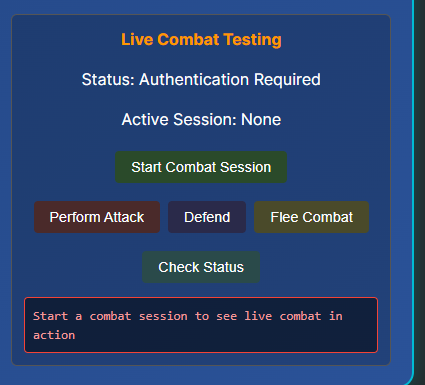 Live Combat Testing
Status: Authentication Required
Active Session: None
Start Combat Session
Perform Attack
Defend
Flee Combat
Check Status
Start a combat session to see live combat in
action